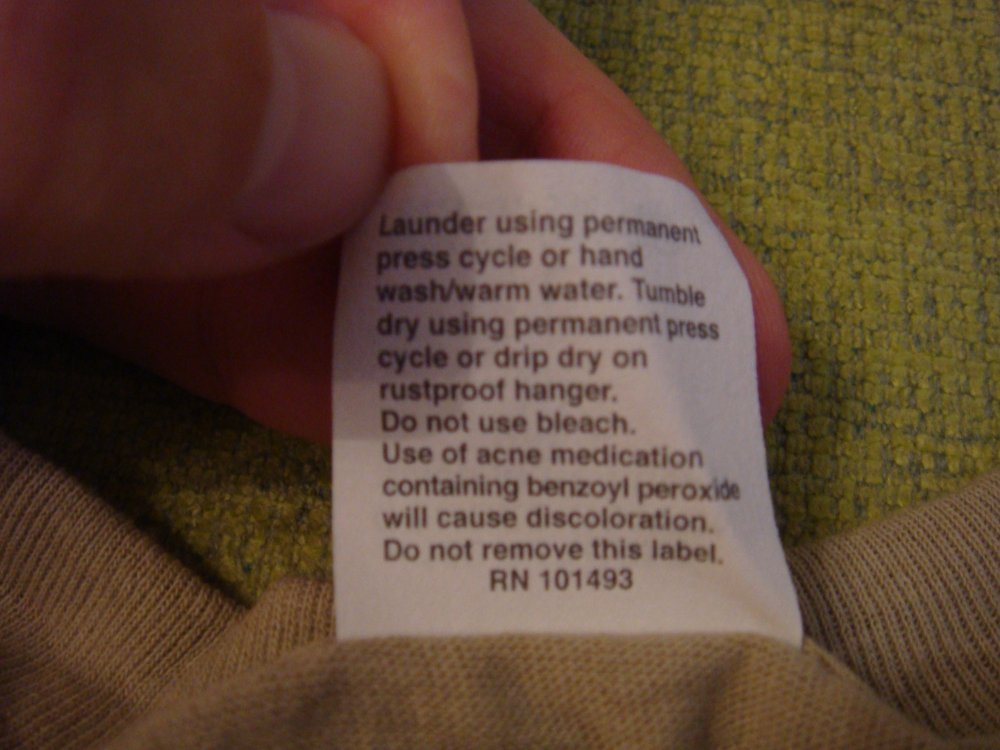 Launder using permanent
press cycle or hand
wash/warm water. Tumble
dry using permanent press
cycle or drip dry on
rustproof hanger.
Do not use bleach.
Use of acne medication
containing benzoyl peroxide
will cause discoloration.
Do not remove this label.
RN 101493